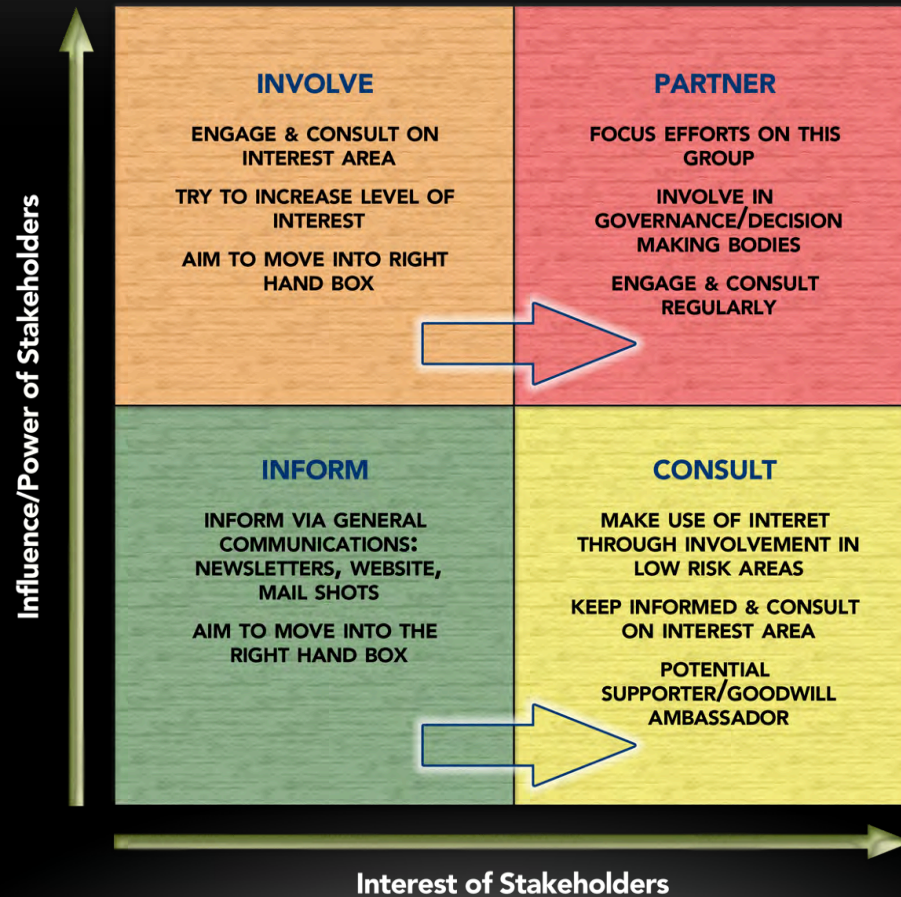 INVOLVE
ENGAGE & CONSULT ON
INTEREST AREA
TRY TO INCREASE LEVEL OF
INTEREST
AIM TO MOVE INTO RIGHT
HAND BOX
PARTNER
FOCUS EFFORTS ON THIS
GROUP
INVOLVE IN
GOVERNANCE/DECISION
MAKING BODIES
ENGAGE & CONSULT
REGULARLY
INFORM
INFORM VIA GENERAL
COMMUNICATIONS:
NEWSLETTERS, WEBSITE,
MAIL SHOTS
AIM TO MOVE INTO THE
RIGHT HAND BOX
CONSULT
MAKE USE OF INTERET
THROUGH INVOLVEMENT IN
LOW RISK AREAS
KEEP INFORMED & CONSULT
ON INTEREST AREA
POTENTIAL
SUPPORTER/GOODWILL
AMBASSADOR
Influence/Power of Stakeholders
Interest of Stakeholders